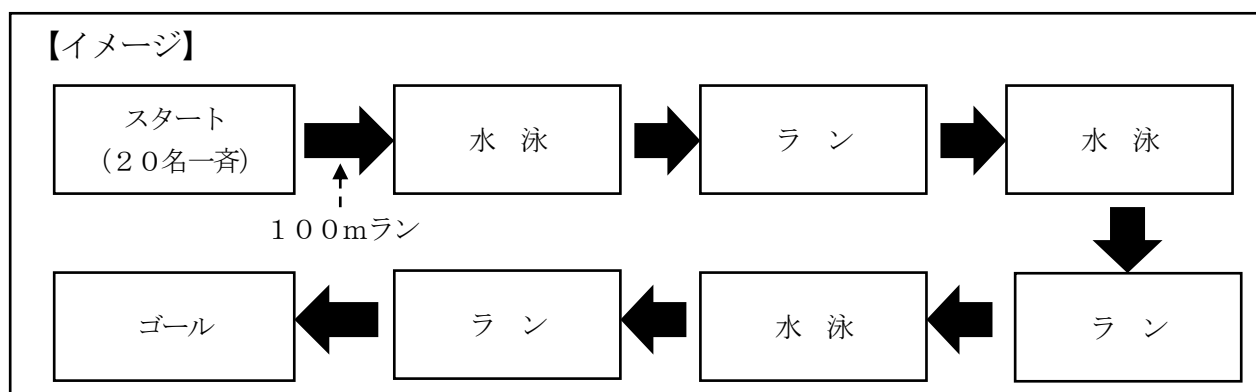 【イメージ】
スタート
（２０名一斉）
水　泳
ラ　ン
水　泳
１００ｍラン
ゴール
ラ　ン
水　泳
ラ　ン